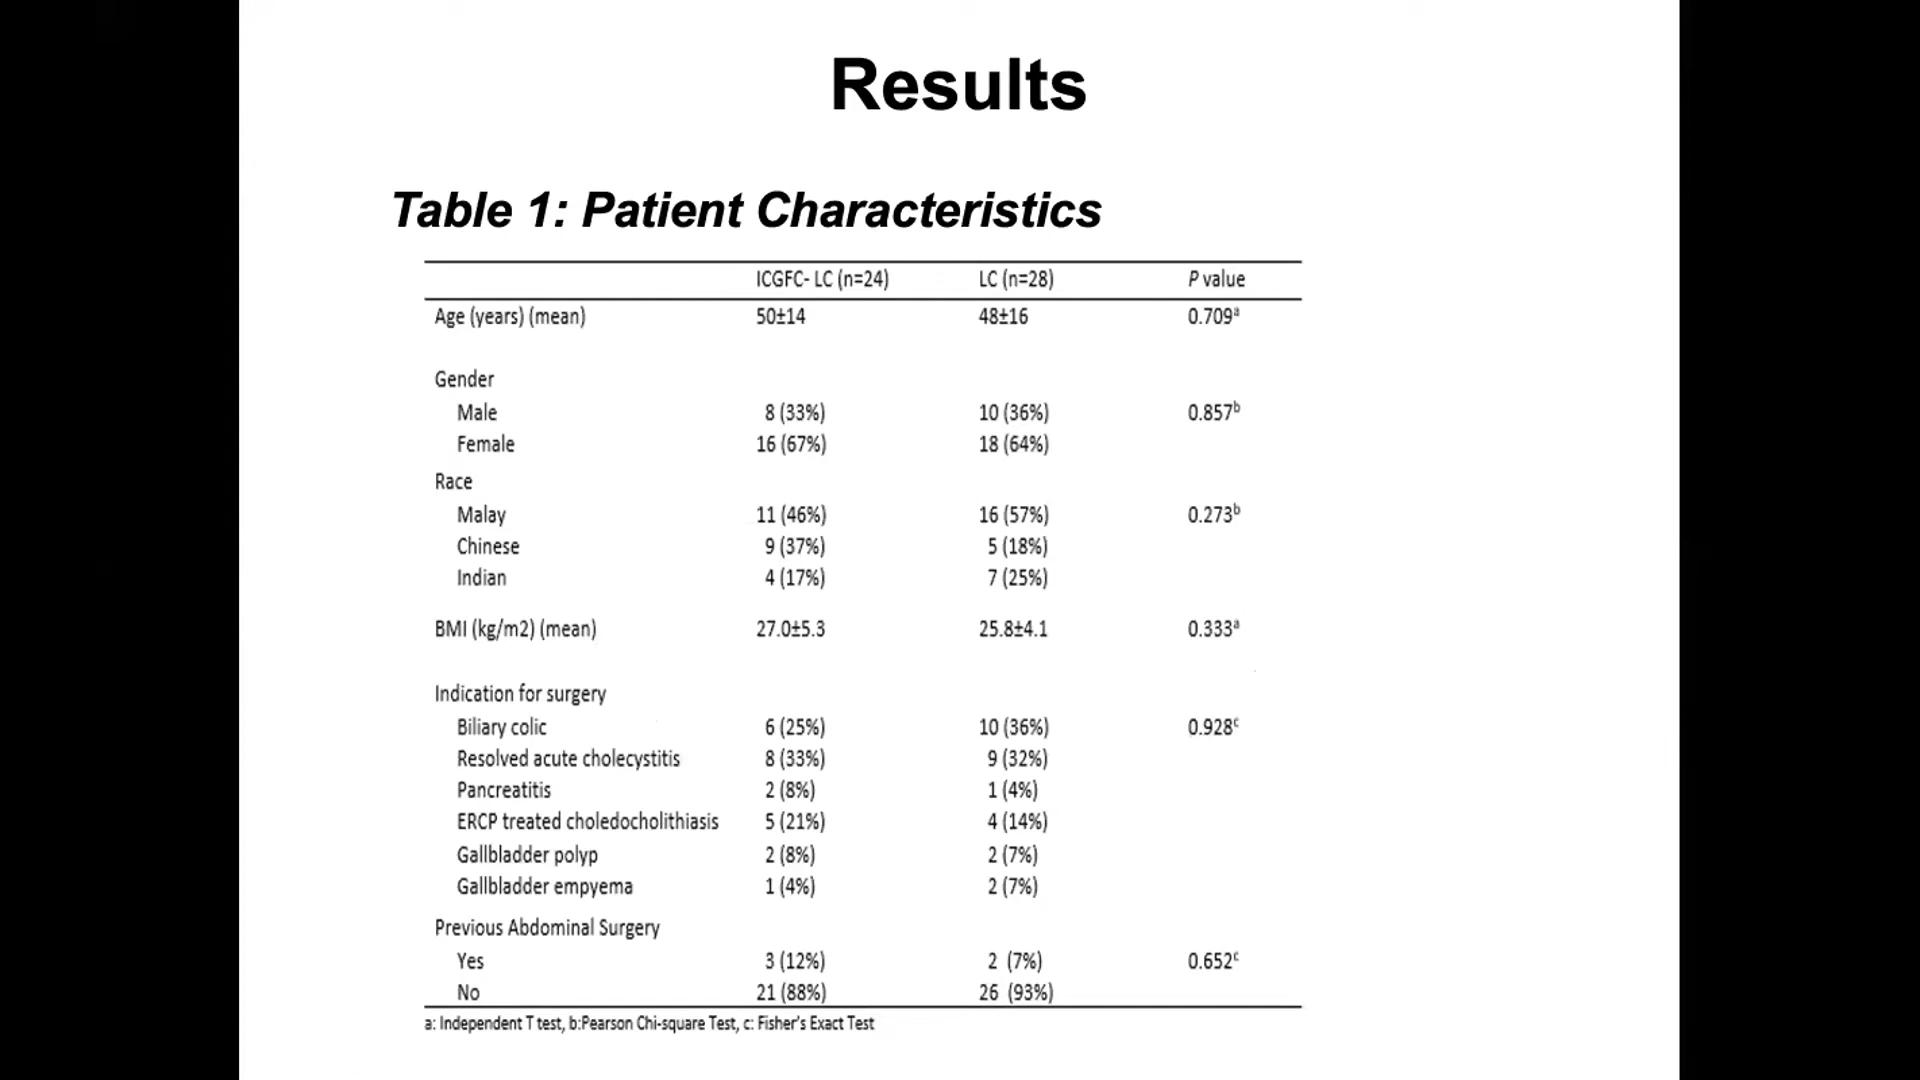 Results
Table 1: Patient Characteristics
ICGFC- LC (n=24) LC (n=28) P value
Age (years) (mean) 50±14 48±16 0.709ᵃ
Gender
Male 8 (33%) 10 (36%) 0.857ᵇ
Female 16 (67%) 18 (64%)
Race
Malay 11 (46%) 16 (57%) 0.273ᵇ
Chinese 9 (37%) 5 (18%)
Indian 4 (17%) 7 (25%)
BMI (kg/m2) (mean) 27.0±5.3 25.8±4.1 0.333ᵃ
Indication for surgery
Biliary colic 6 (25%) 10 (36%) 0.928ᶜ
Resolved acute cholecystitis 8 (33%) 9 (32%)
Pancreatitis 2 (8%) 1 (4%)
ERCP treated choledocholithiasis 5 (21%) 4 (14%)
Gallbladder polyp 2 (8%) 2 (7%)
Gallbladder empyema 1 (4%) 2 (7%)
Previous Abdominal Surgery
Yes 3 (12%) 2 (7%) 0.652ᶜ
No 21 (88%) 26 (93%)
a: Independent T test, b:Pearson Chi-square Test, c: Fisher's Exact Test